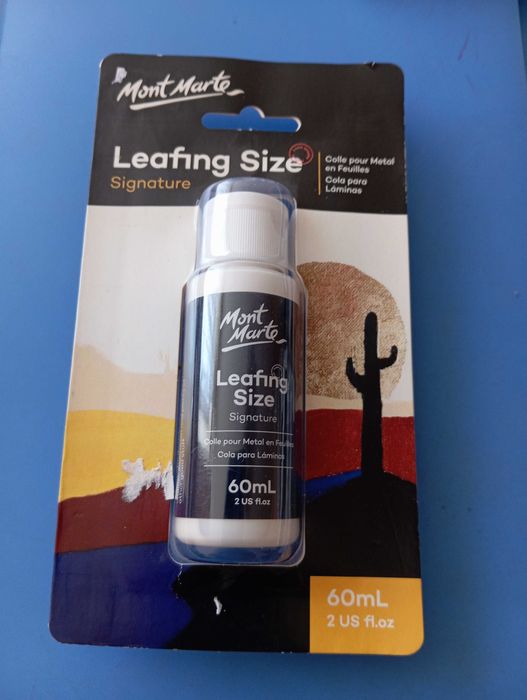 Mont Marte
Leafing Size
Signature
Colle pour Metal
en Feuilles
Cola para
Láminas
Mont
Marte
Leafing
Size
Signature
Colle pour Metal en Feuilles
Cola para Láminas
60mL
2 US fl.oz
60mL
2 US fl.oz